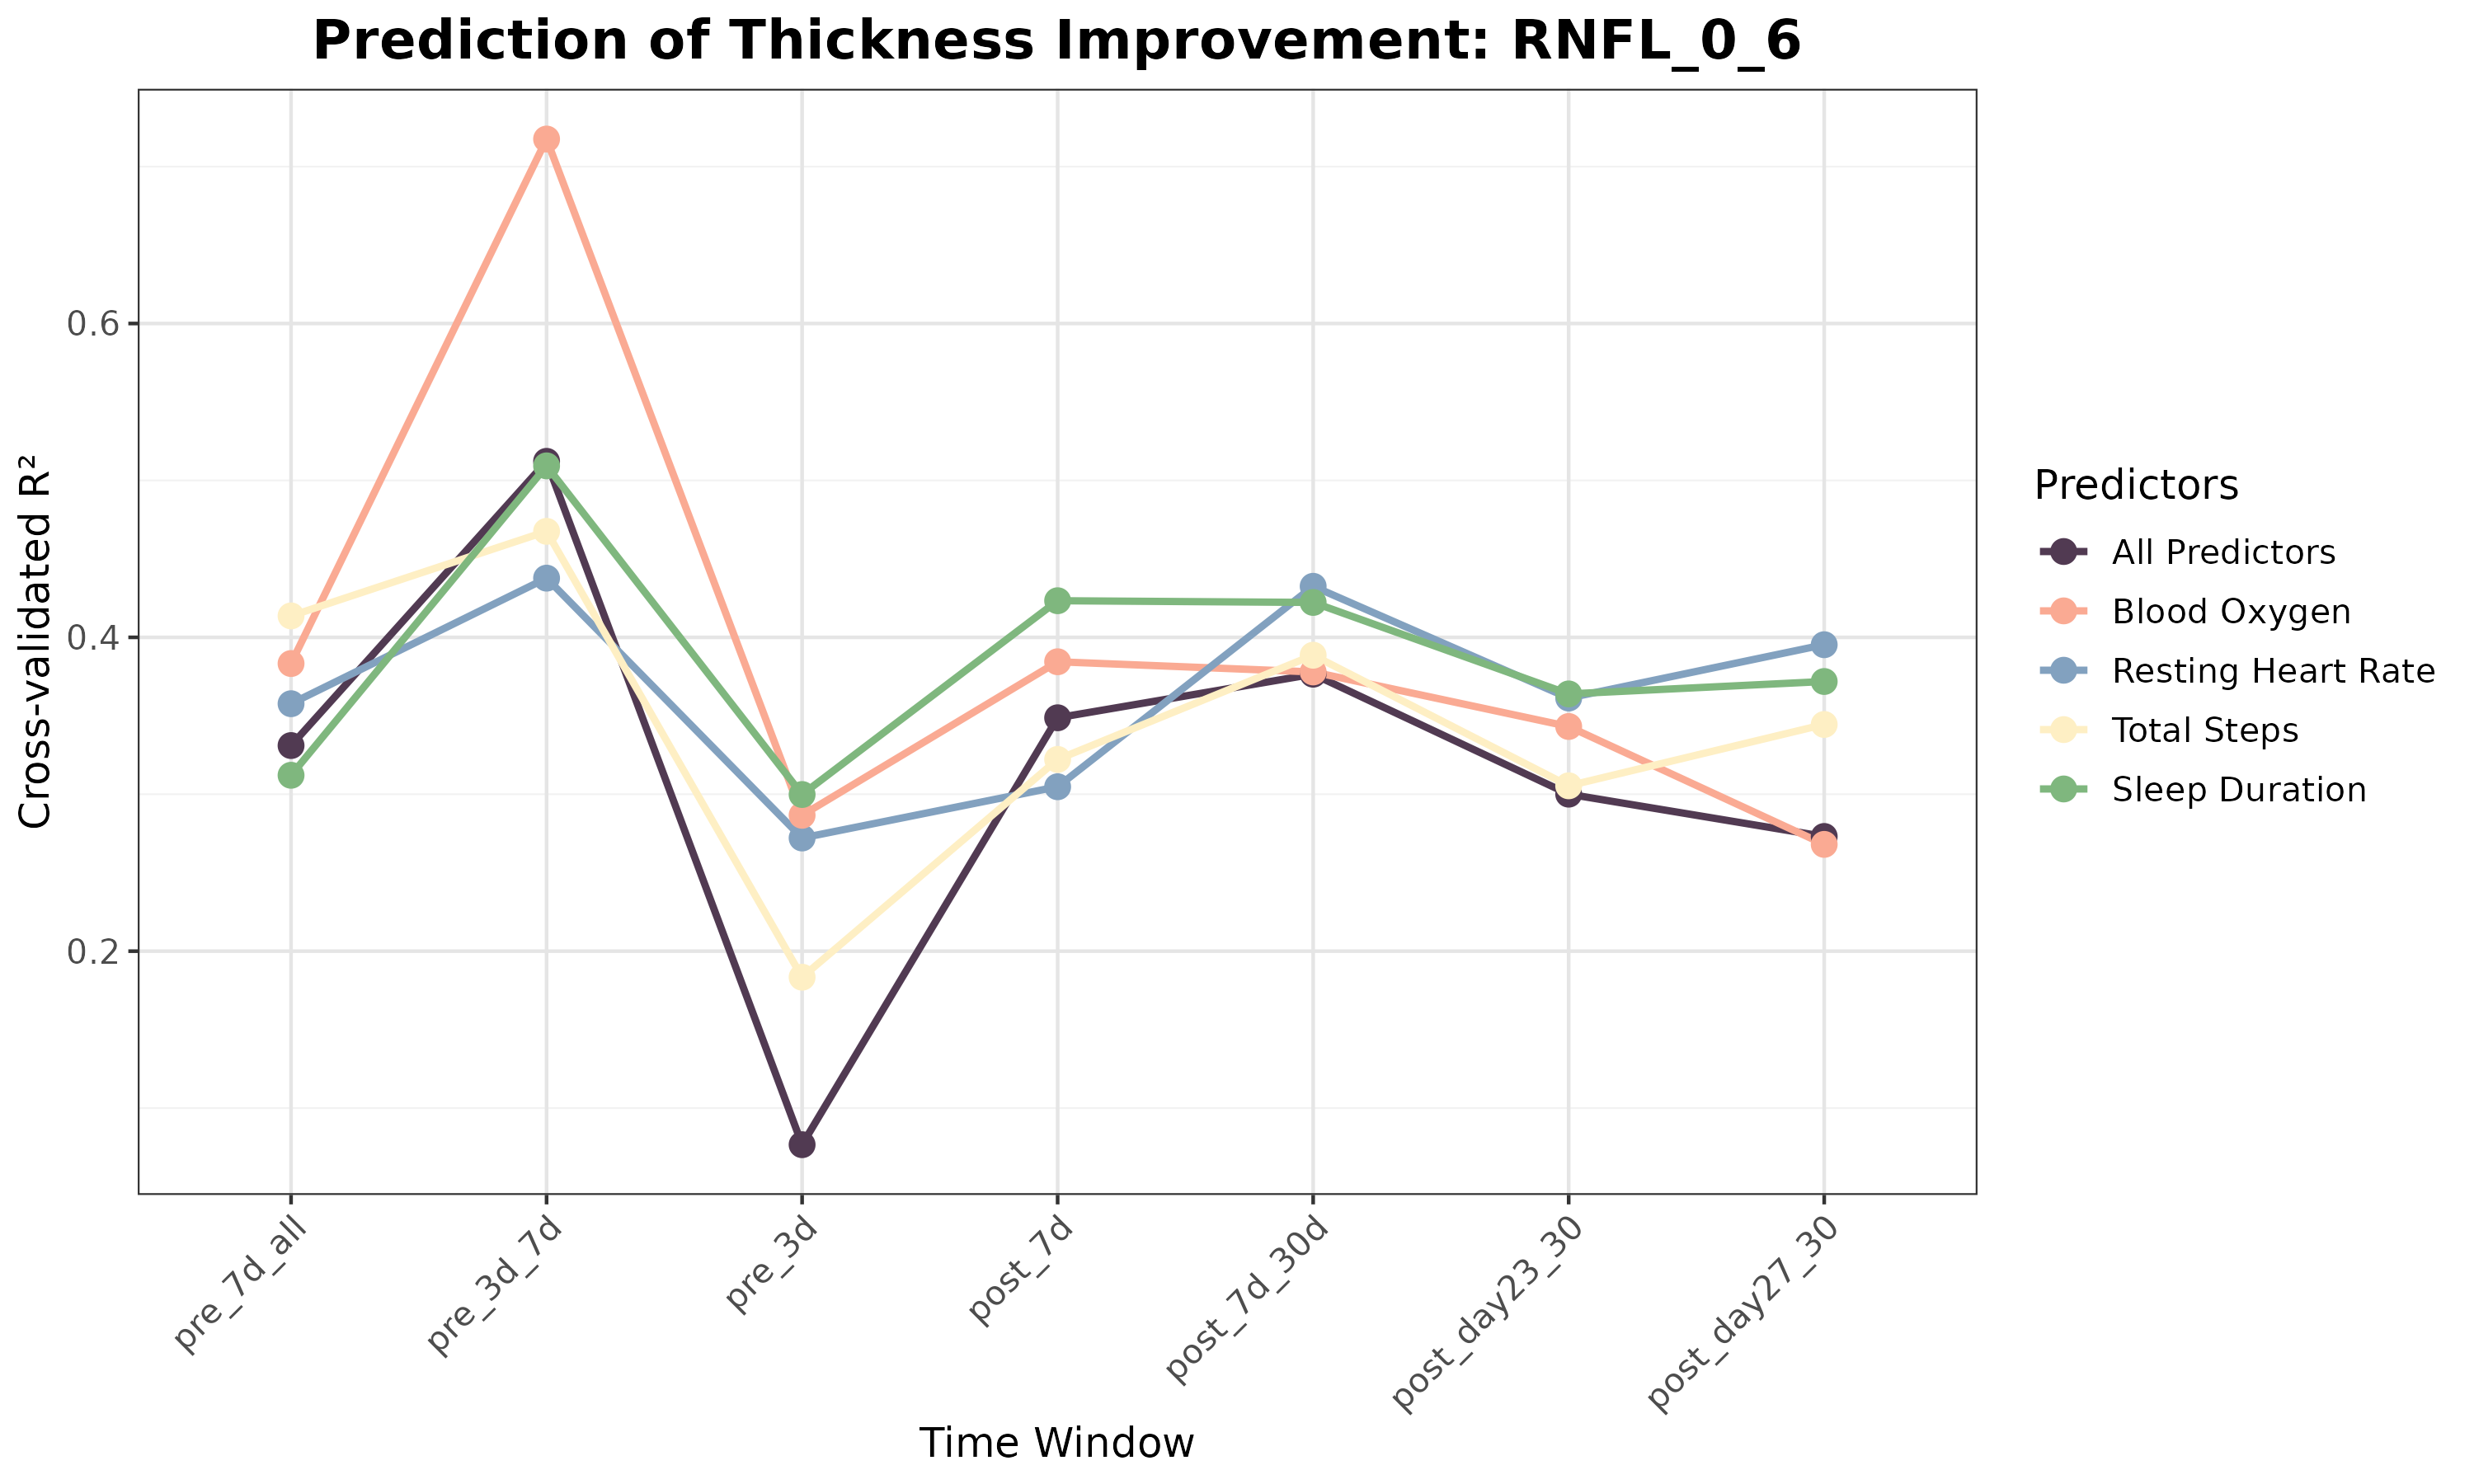 Prediction of Thickness Improvement: RNFL_0_6
Cross-validated R²
0.6
0.4
0.2
pre_7d_all
pre_3d_7d
pre_3d
post_7d
post_7d_30d
post_day23_30
post_day27_30
Time Window
Predictors
All Predictors
Blood Oxygen
Resting Heart Rate
Total Steps
Sleep Duration